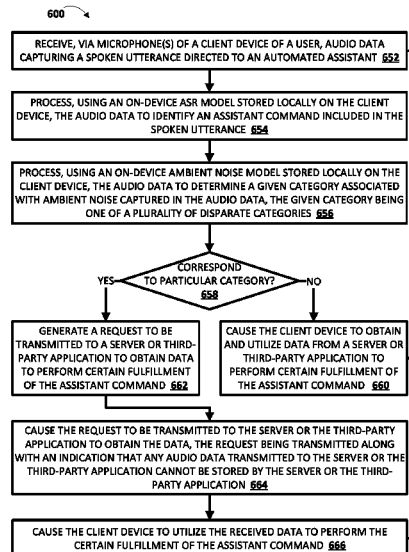 600
RECEIVE, VIA MICROPHONE(S) OF A CLIENT DEVICE OF A USER, AUDIO DATA
CAPTURING A SPOKEN UTTERANCE DIRECTED TO AN AUTOMATED ASSISTANT 652
PROCESS, USING AN ON-DEVICE ASR MODEL STORED LOCALLY ON THE CLIENT
DEVICE, THE AUDIO DATA TO IDENTIFY AN ASSISTANT COMMAND INCLUDED IN THE
SPOKEN UTTERANCE 654
PROCESS, USING AN ON-DEVICE AMBIENT NOISE MODEL STORED LOCALLY ON THE
CLIENT DEVICE, THE AUDIO DATA TO DETERMINE A GIVEN CATEGORY ASSOCIATED
WITH AMBIENT NOISE CAPTURED IN THE AUDIO DATA, THE GIVEN CATEGORY BEING
ONE OF A PLURALITY OF DISPARATE CATEGORIES 656
CORRESPOND
TO PARTICULAR CATEGORY?
658
YES
NO
GENERATE A REQUEST TO BE
TRANSMITTED TO A SERVER OR THIRD-
PARTY APPLICATION TO OBTAIN DATA
TO PERFORM CERTAIN FULFILLMENT
OF THE ASSISTANT COMMAND 662
CAUSE THE CLIENT DEVICE TO OBTAIN
AND UTILIZE DATA FROM A SERVER OR
THIRD-PARTY APPLICATION TO
PERFORM CERTAIN FULFILLMENT OF
THE ASSISTANT COMMAND 660
CAUSE THE REQUEST TO BE TRANSMITTED TO THE SERVER OR THE THIRD-PARTY
APPLICATION TO OBTAIN THE DATA, THE REQUEST BEING TRANSMITTED ALONG
WITH AN INDICATION THAT ANY AUDIO DATA TRANSMITTED TO THE SERVER OR THE
THIRD-PARTY APPLICATION CANNOT BE STORED BY THE SERVER OR THE THIRD-
PARTY APPLICATION 664
CAUSE THE CLIENT DEVICE TO UTILIZE THE RECEIVED DATA TO PERFORM THE
CERTAIN FULFILLMENT OF THE ASSISTANT COMMAND 666